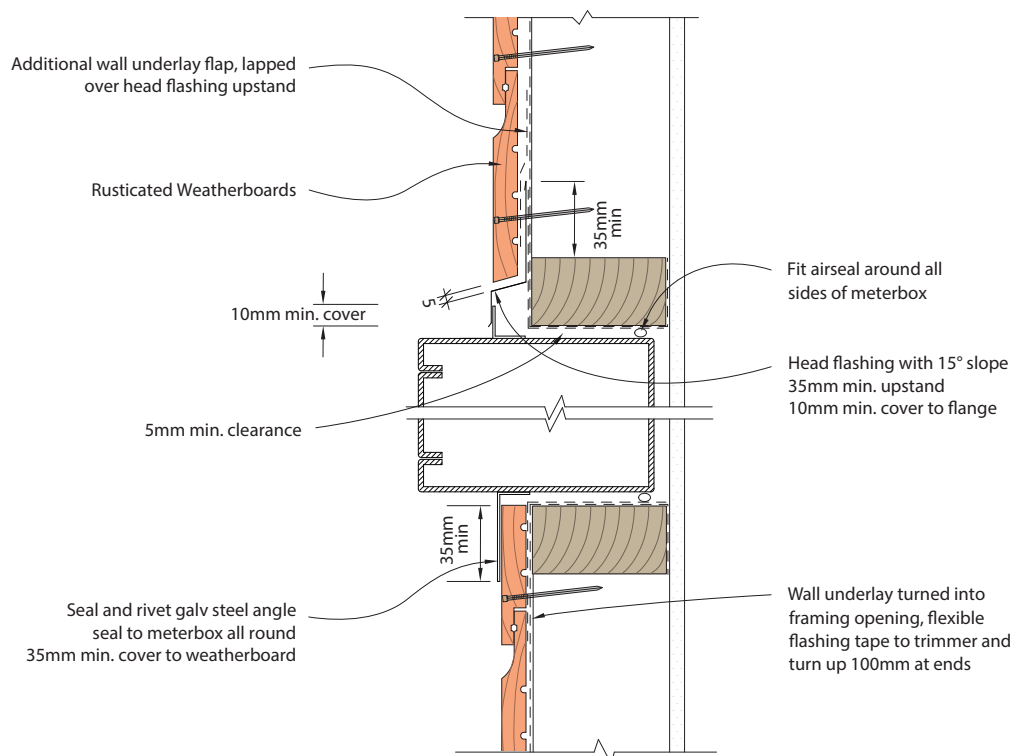 Additional wall underlay flap, lapped
over head flashing upstand
Rusticated Weatherboards
35mm
min
5
10mm min. cover
Fit airseal around all
sides of meterbox
Head flashing with 15° slope
35mm min. upstand
10mm min. cover to flange
5mm min. clearance
35mm
min
Seal and rivet galv steel angle
seal to meterbox all round
35mm min. cover to weatherboard
Wall underlay turned into
framing opening, flexible
flashing tape to trimmer and
turn up 100mm at ends